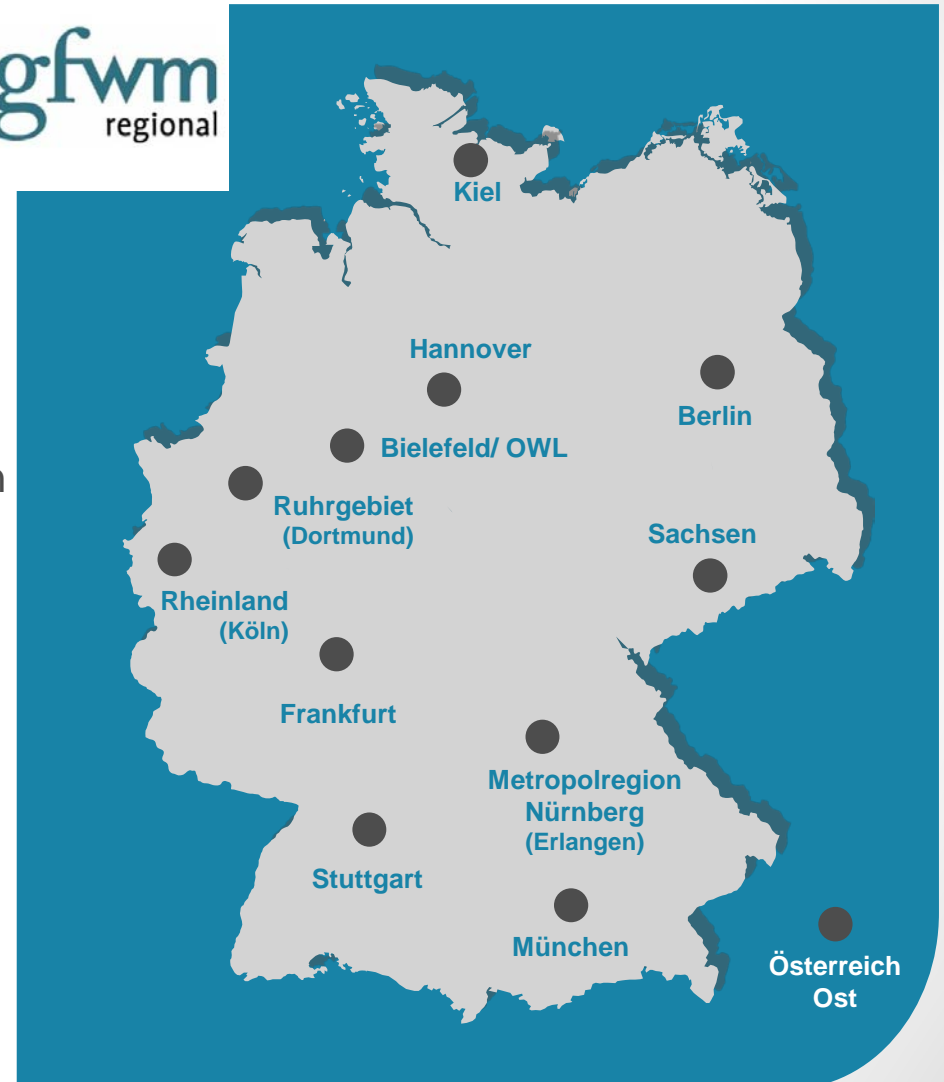 gfwm
regional
Kiel
Hannover
Berlin
Bielefeld/ OWL
Ruhrgebiet
(Dortmund)
Sachsen
Rheinland
(Köln)
Frankfurt
Metropolregion
Nürnberg
(Erlangen)
Stuttgart
München
Österreich
Ost